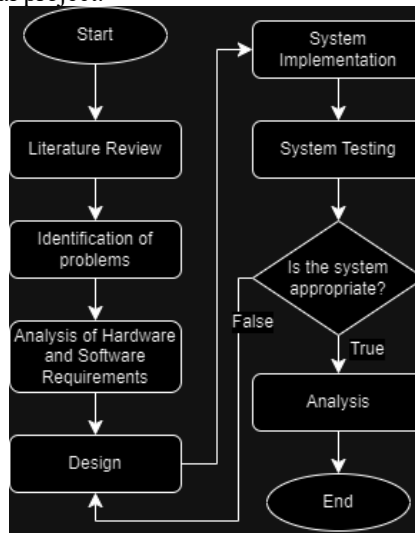 Start
Literature Review
Identification of
problems
Analysis of Hardware
and Software
Requirements
Design
System
Implementation
System Testing
Is the system
appropriate?
False
True
Analysis
End